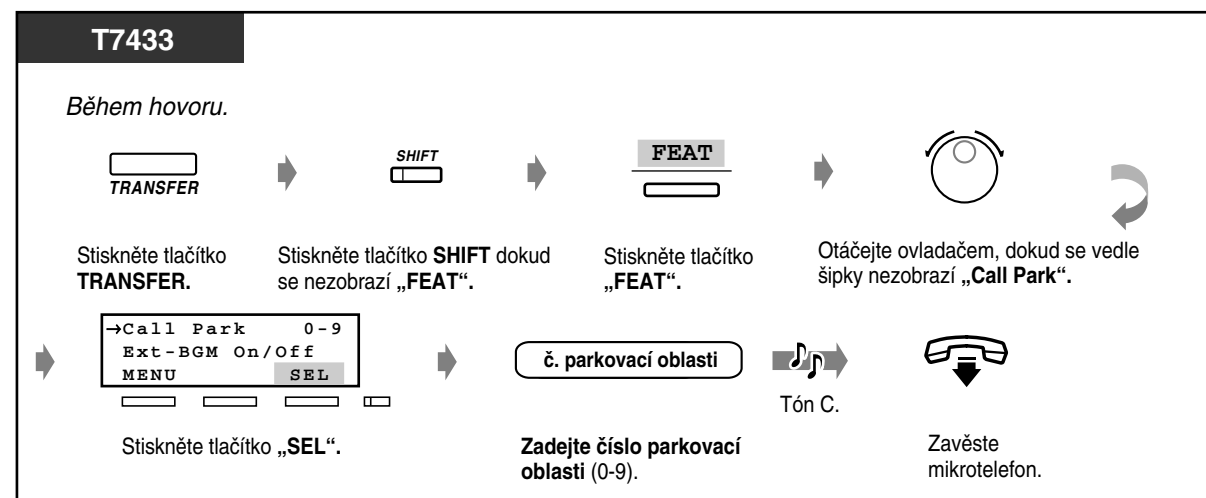 T7433
Během hovoru.
TRANSFER
SHIFT
FEAT
Stiskněte tlačítko
TRANSFER.
Stiskněte tlačítko SHIFT dokud
se nezobrazí „FEAT“.
Stiskněte tlačítko
„FEAT“.
Otáčejte ovladačem, dokud se vedle
šipky nezobrazí „Call Park“.
→Call Park 0-9
Ext-BGM On/Off
MENU SEL
č. parkovací oblasti
Tón C.
Stiskněte tlačítko „SEL“.
Zadejte číslo parkovací
oblasti (0-9).
Zavěste
mikrotelefon.